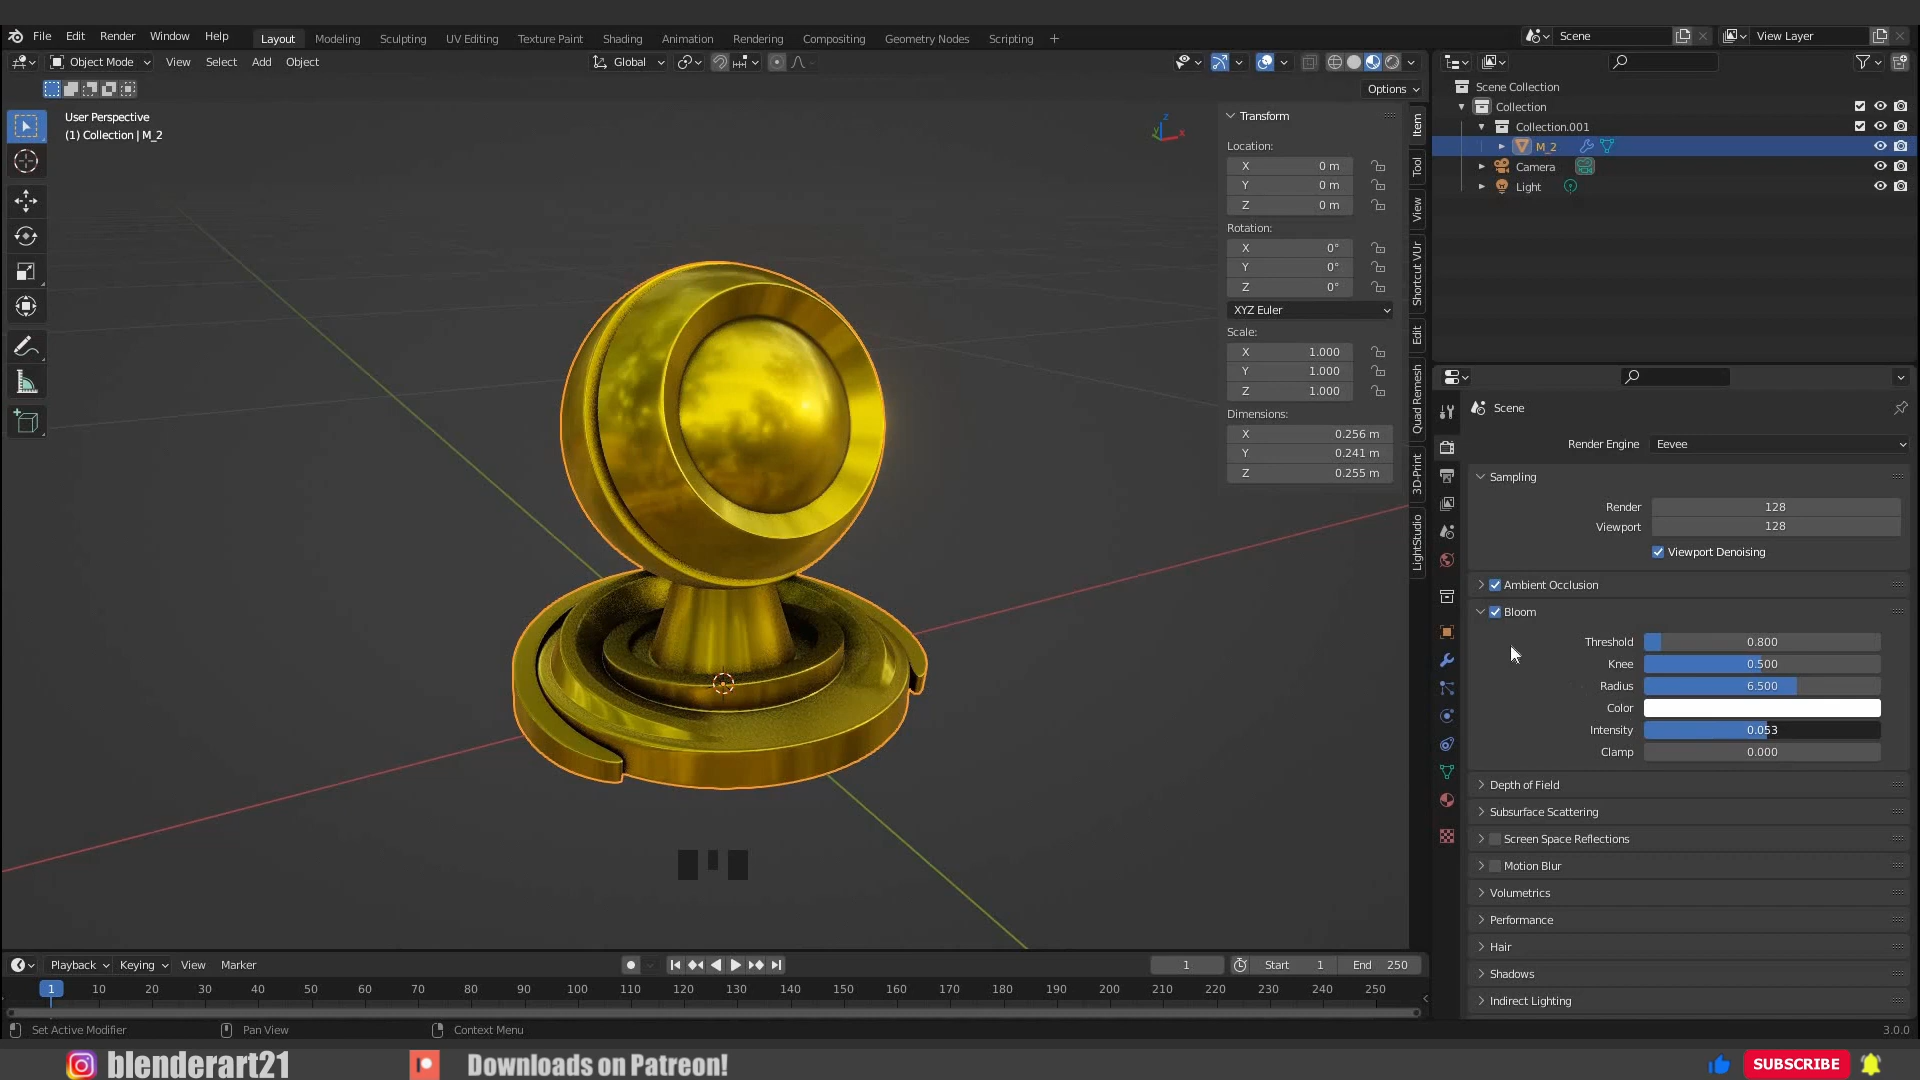 File Edit Render Window Help Layout Modeling Sculpting UV Editing Texture Paint Shading Animation Rendering Compositing Geometry Nodes Scripting + Scene View Layer
Object Mode View Select Add Object Global
Options
User Perspective
(1) Collection | M_2
Transform
Location:
X 0 m
Y 0 m
Z 0 m
Rotation:
X 0°
Y 0°
Z 0°
XYZ Euler
Scale:
X 1.000
Y 1.000
Z 1.000
Dimensions:
X 0.256 m
Y 0.241 m
Z 0.255 m
Item
Tool
View
Shortcut VUr
Edit
Quad Remesh
3D-Print
LightStudio
Z
Y
X
Scene Collection
Collection
Collection.001
M_2
Camera
Light
Scene
Render Engine Eevee
Sampling
Render 128
Viewport 128
Viewport Denoising
Ambient Occlusion
Bloom
Threshold 0.800
Knee 0.500
Radius 6.500
Color
Intensity 0.053
Clamp 0.000
Depth of Field
Subsurface Scattering
Screen Space Reflections
Motion Blur
Volumetrics
Performance
Hair
Shadows
Indirect Lighting
Playback Keying View Marker 1 Start 1 End 250
1 10 20 30 40 50 60 70 80 90 100 110 120 130 140 150 160 170 180 190 200 210 220 230 240 250
Set Active Modifier Pan View Context Menu 3.0.0
blenderart21 Downloads on Patreon! SUBSCRIBE